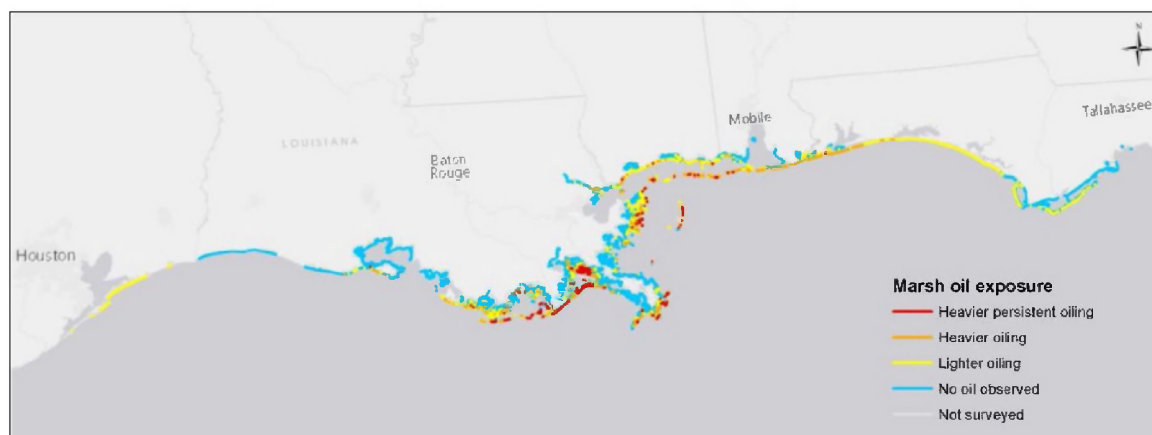 N
Tallahassee
Mobile
LOUISIANA
Baton
Rouge
Houston
Marsh oil exposure
Heavier persistent oiling
Heavier oiling
Lighter oiling
No oil observed
Not surveyed